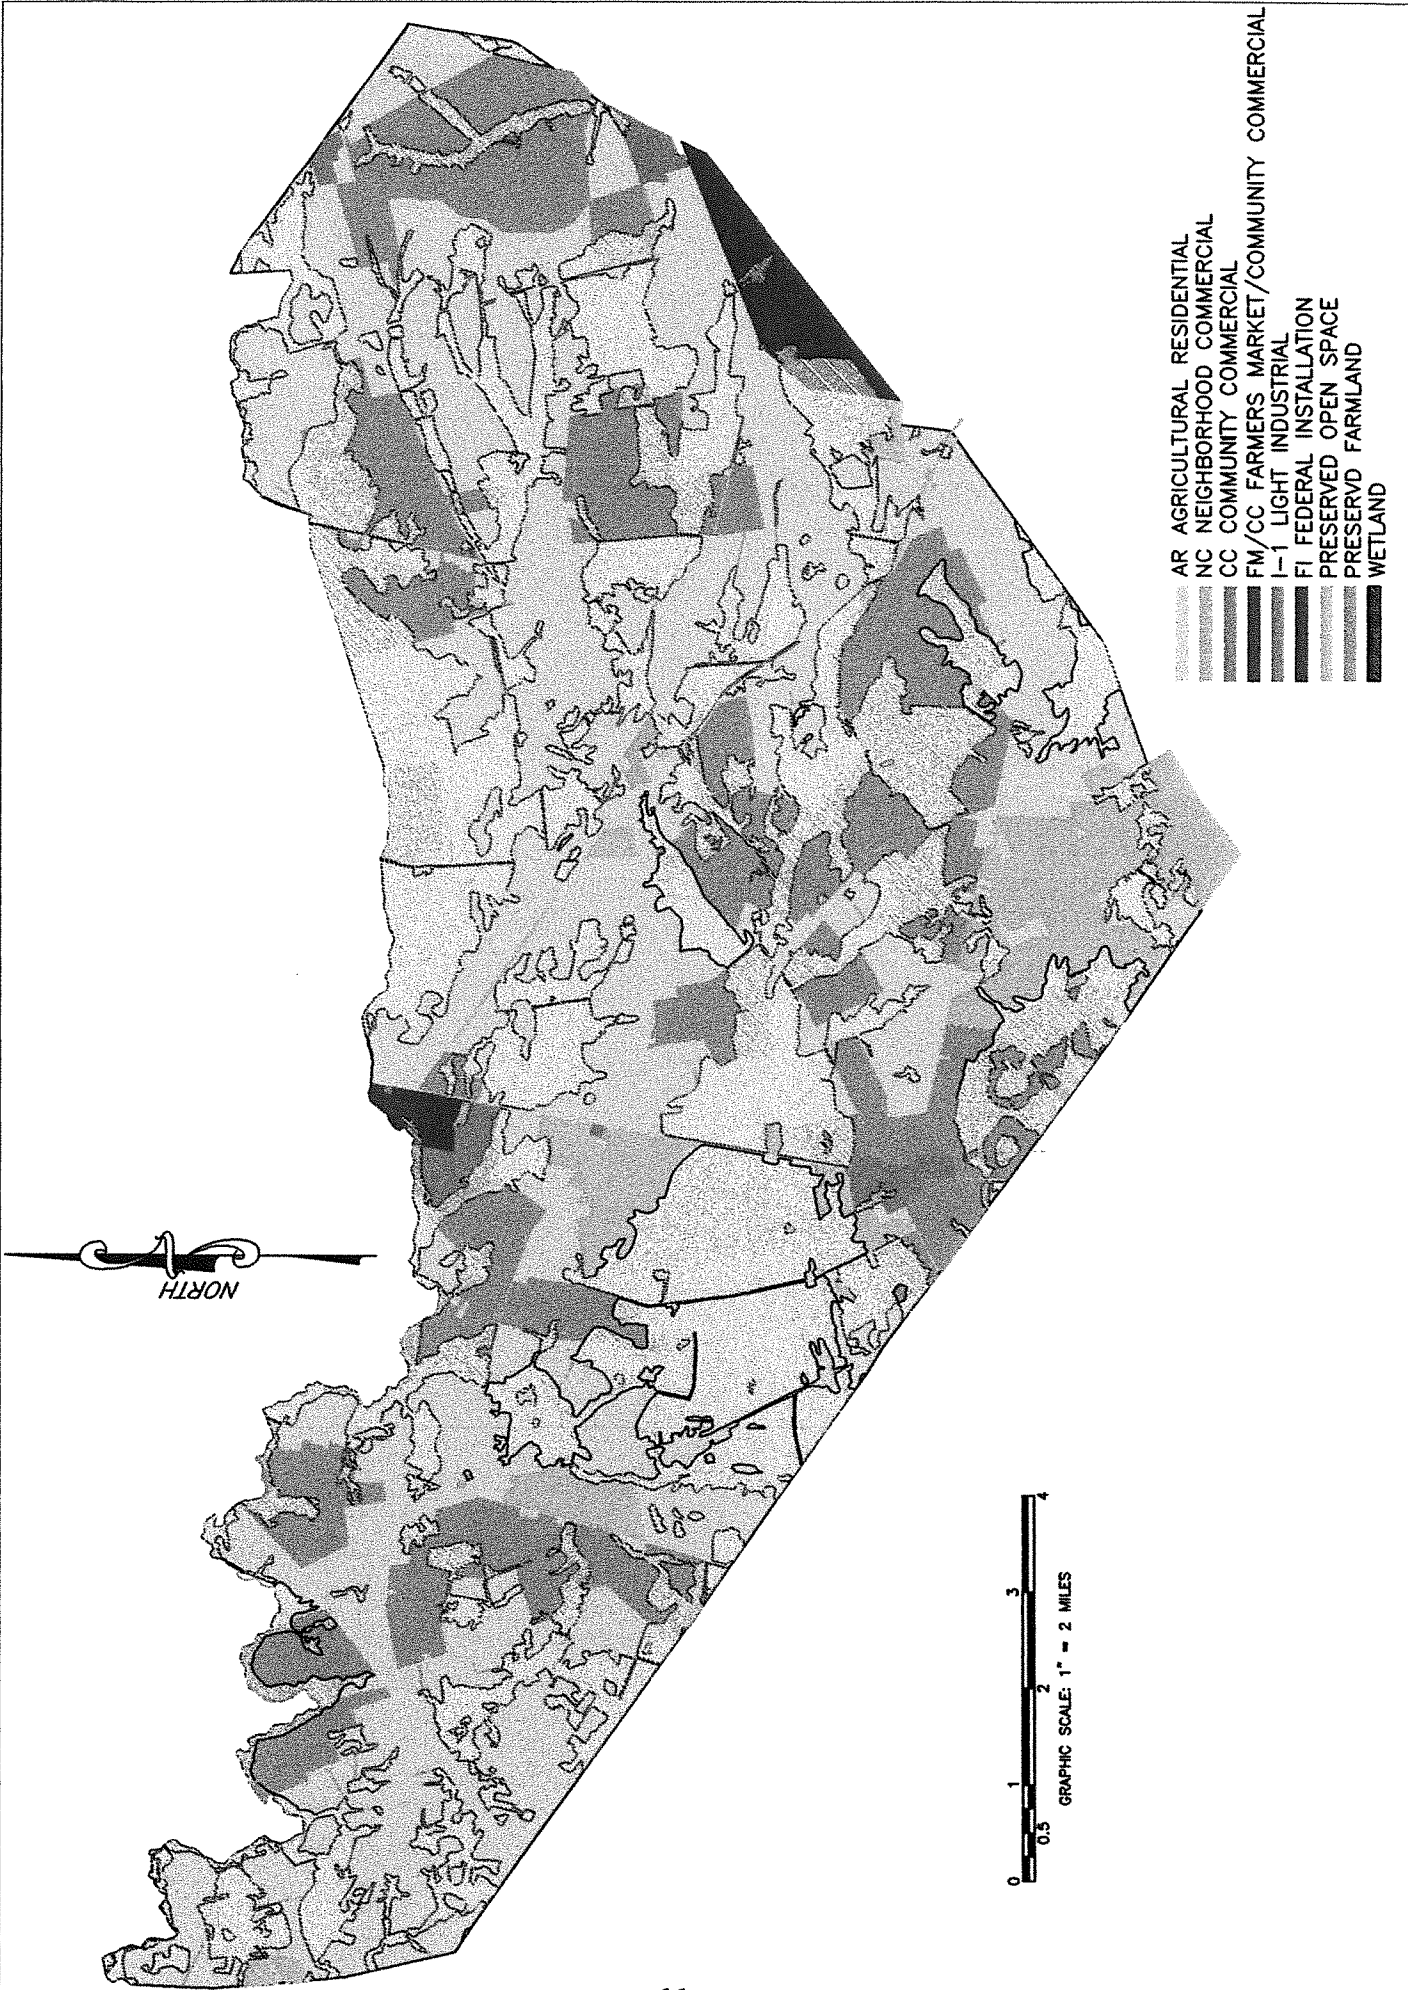 NORTH
AR AGRICULTURAL RESIDENTIAL
NC NEIGHBORHOOD COMMERCIAL
CC COMMUNITY COMMERCIAL
FM/CC FARMERS MARKET/COMMUNITY COMMERCIAL
I-1 LIGHT INDUSTRIAL
FI FEDERAL INSTALLATION
PRESERVED OPEN SPACE
PRESERVD FARMLAND
WETLAND
0 0.5 1 2 3 4
GRAPHIC SCALE: 1" = 2 MILES